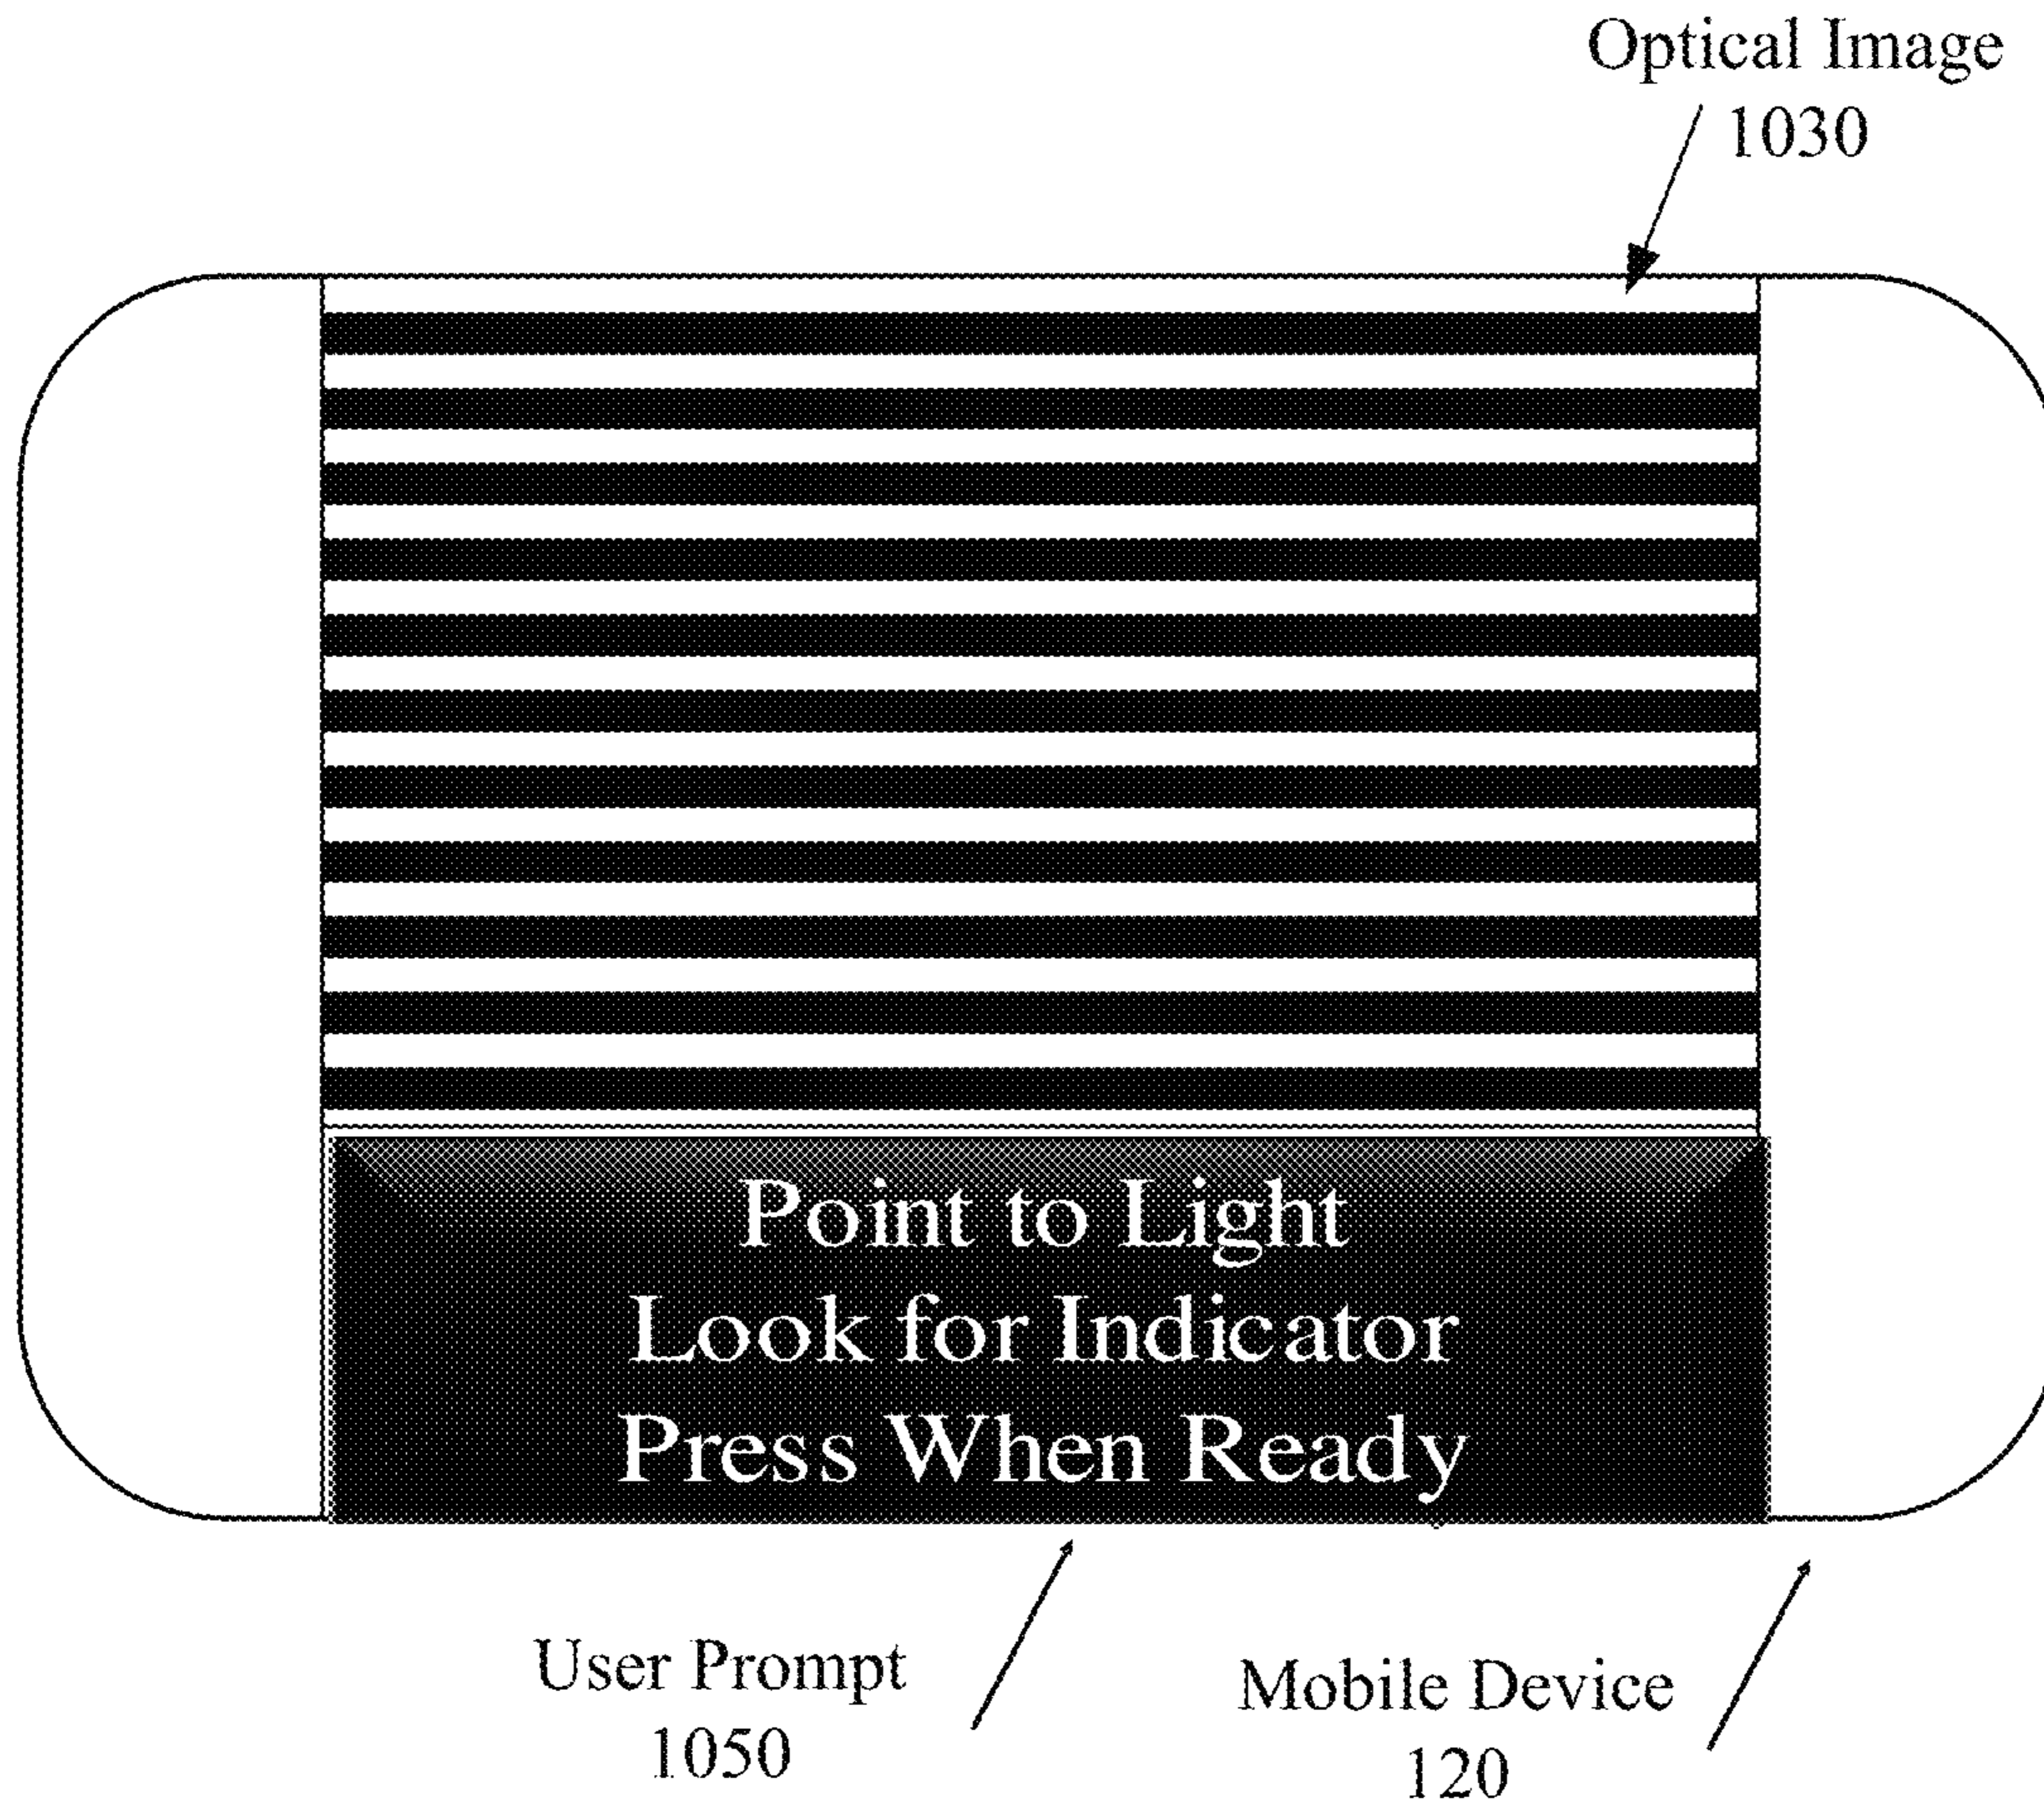 Optical Image
1030
Point to Light
Look for Indicator
Press When Ready
User Prompt
1050
Mobile Device
120